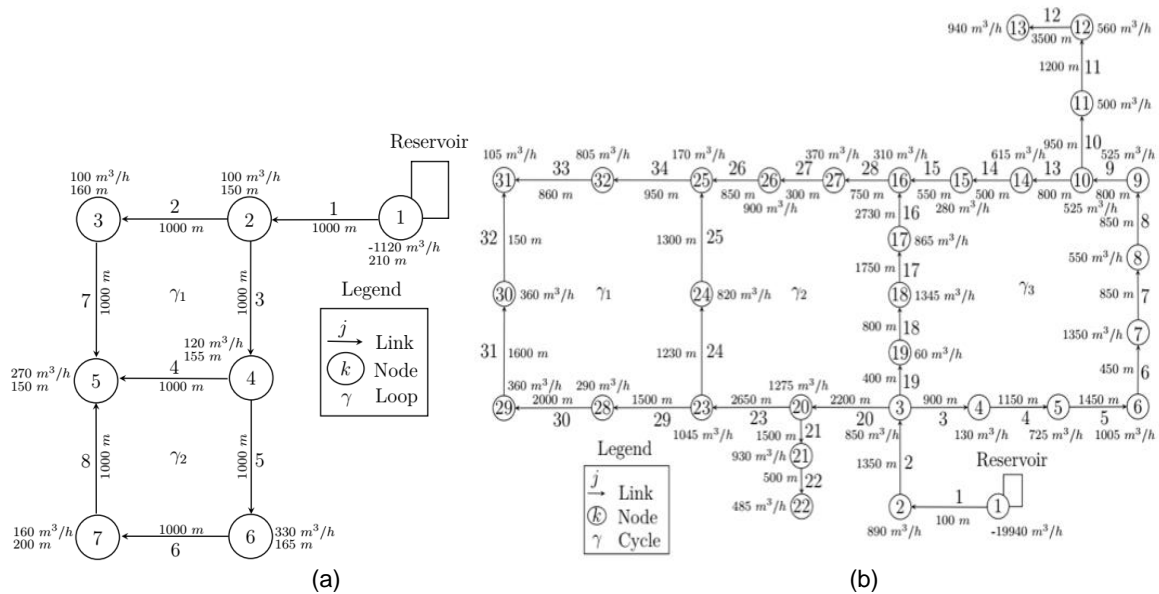 Reservoir
100 m³/h
160 m
3
2
1000 m
100 m³/h
150 m
2
1
1000 m
1
-1120 m³/h
210 m
7
1000 m
γ₁
1000 m
3
Legend
j
Link
k
Node
γ
Loop
120 m³/h
155 m
270 m³/h
150 m
5
4
1000 m
4
8
1000 m
γ₂
1000 m
5
160 m³/h
200 m
7
1000 m
6
6
330 m³/h
165 m
(a)
940 m³/h
13
12
3500 m
12
560 m³/h
1200 m
11
11
500 m³/h
950 m
10
105 m³/h
31
33
860 m
805 m³/h
32
34
950 m
170 m³/h
25
26
850 m
26
900 m³/h
27
300 m
370 m³/h
27
28
750 m
310 m³/h
16
15
550 m
15
280 m³/h
14
500 m
615 m³/h
14
13
800 m
10
525 m³/h
9
800 m
525 m³/h
9
2730 m
16
850 m
8
32
150 m
1300 m
25
17
865 m³/h
8
550 m³/h
1750 m
17
850 m
7
30
360 m³/h
γ₁
24
820 m³/h
γ₂
18
1345 m³/h
γ₃
7
1350 m³/h
800 m
18
31
1600 m
1230 m
24
19
60 m³/h
450 m
6
400 m
19
360 m³/h
29
2000 m
30
290 m³/h
28
1500 m
29
23
1045 m³/h
2650 m
23
1275 m³/h
20
2200 m
20
3
850 m³/h
900 m
3
4
130 m³/h
1150 m
4
5
725 m³/h
1450 m
5
6
1005 m³/h
1500 m
21
930 m³/h
21
500 m
22
485 m³/h
22
1350 m
2
2
890 m³/h
1
100 m
1
Reservoir
-19940 m³/h
Legend
j
Link
k
Node
γ
Cycle
(b)